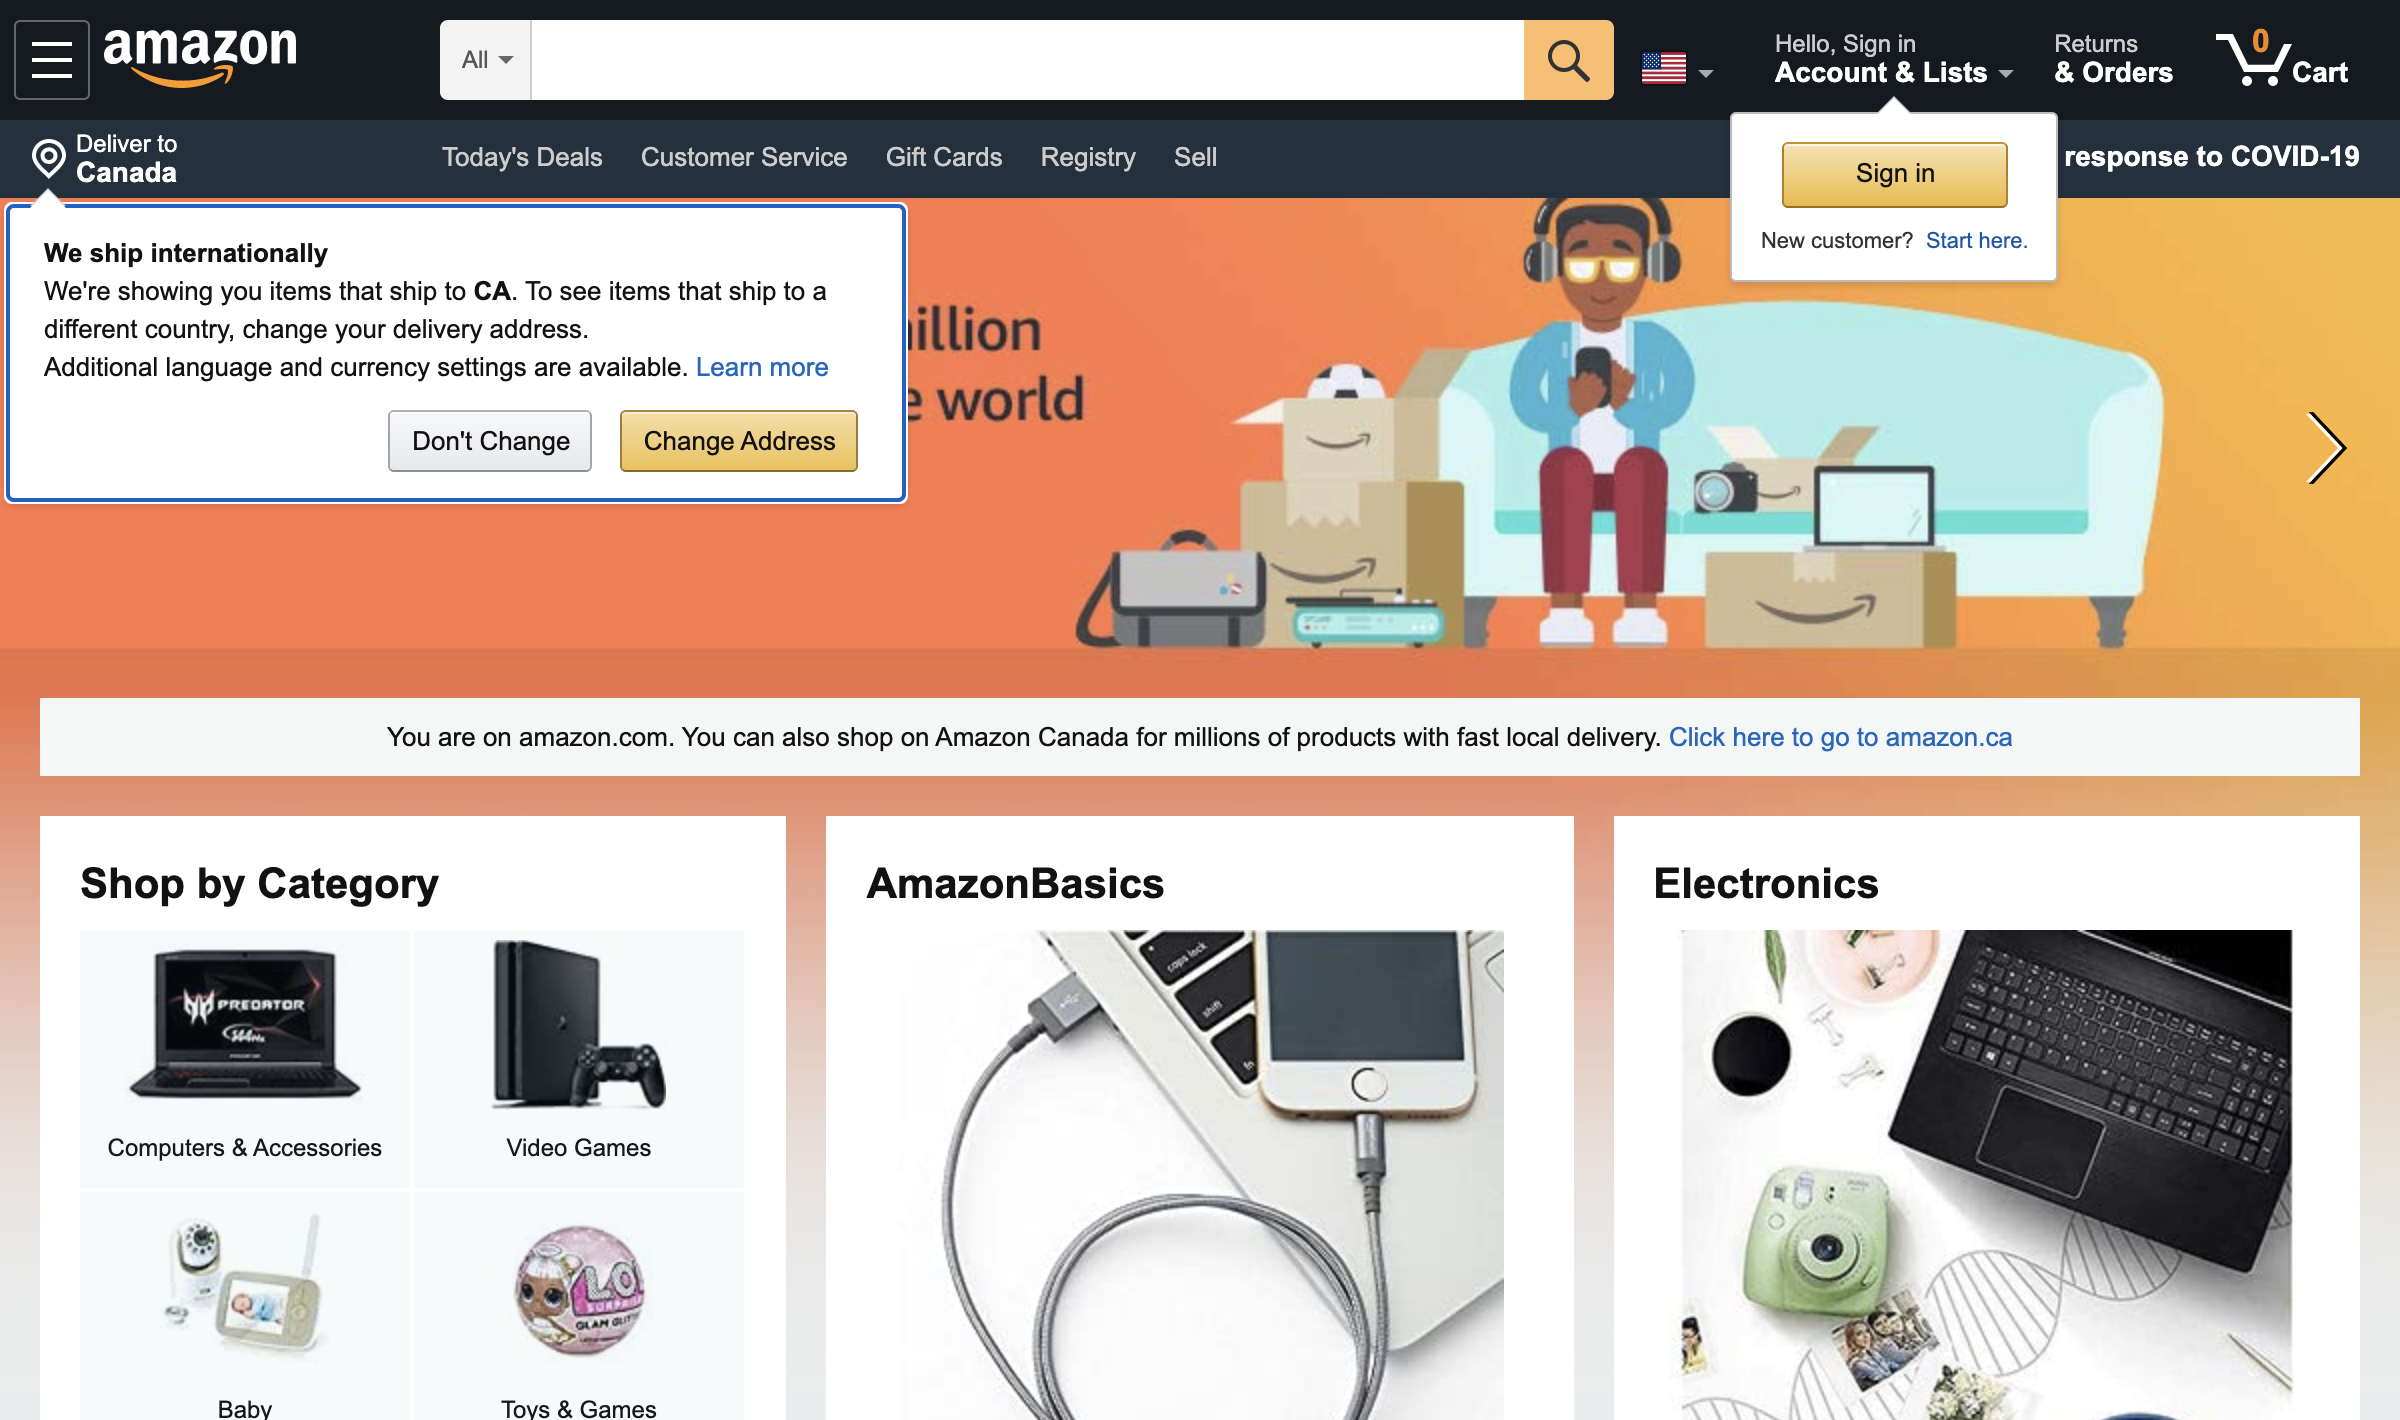 amazon
All
Hello, Sign in
Account & Lists
Returns
& Orders
0
Cart
Deliver to
Canada
Today's Deals
Customer Service
Gift Cards
Registry
Sell
response to COVID-19
Sign in
New customer? Start here.
We ship internationally
We're showing you items that ship to CA. To see items that ship to a
different country, change your delivery address.
Additional language and currency settings are available. Learn more
Don't Change
Change Address
illion
e world
You are on amazon.com. You can also shop on Amazon Canada for millions of products with fast local delivery. Click here to go to amazon.ca
Shop by Category
PREDATOR
144Hz
Computers & Accessories
Video Games
LO
SURPRISE
GLAM GLIT
Baby
Toys & Games
AmazonBasics
caps lock
shift
fn
Electronics